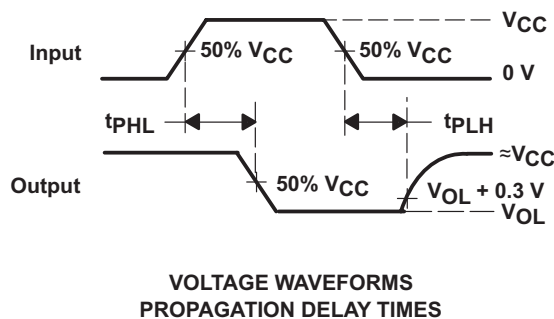 VCC
Input
50% VCC
50% VCC
0 V
tPHL
tPLH
≈VCC
Output
50% VCC
VOL + 0.3 V
VOL
VOLTAGE WAVEFORMS
PROPAGATION DELAY TIMES